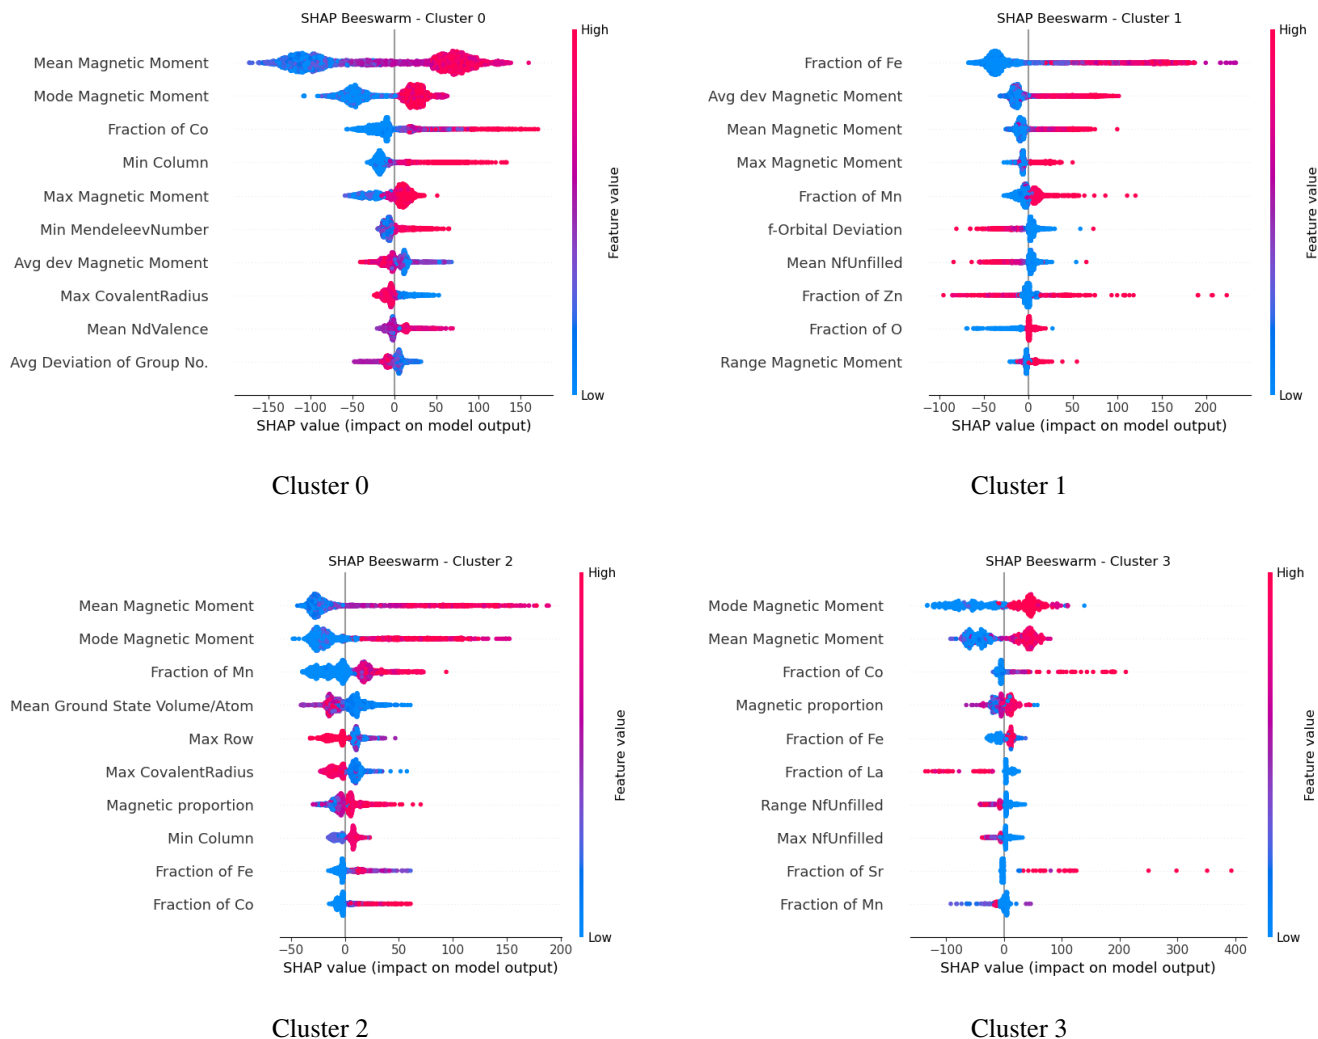 SHAP Beeswarm - Cluster 0
High
Mean Magnetic Moment
Mode Magnetic Moment
Fraction of Co
Min Column
Max Magnetic Moment
Min MendeleevNumber
Avg dev Magnetic Moment
Max CovalentRadius
Mean NdValence
Avg Deviation of Group No.
Feature value
Low
−150 −100 −50 0 50 100 150
SHAP value (impact on model output)
Cluster 0
SHAP Beeswarm - Cluster 1
High
Fraction of Fe
Avg dev Magnetic Moment
Mean Magnetic Moment
Max Magnetic Moment
Fraction of Mn
f-Orbital Deviation
Mean NfUnfilled
Fraction of Zn
Fraction of O
Range Magnetic Moment
Feature value
Low
−100 −50 0 50 100 150 200
SHAP value (impact on model output)
Cluster 1
SHAP Beeswarm - Cluster 2
High
Mean Magnetic Moment
Mode Magnetic Moment
Fraction of Mn
Mean Ground State Volume/Atom
Max Row
Max CovalentRadius
Magnetic proportion
Min Column
Fraction of Fe
Fraction of Co
Feature value
Low
−50 0 50 100 150 200
SHAP value (impact on model output)
Cluster 2
SHAP Beeswarm - Cluster 3
High
Mode Magnetic Moment
Mean Magnetic Moment
Fraction of Co
Magnetic proportion
Fraction of Fe
Fraction of La
Range NfUnfilled
Max NfUnfilled
Fraction of Sr
Fraction of Mn
Feature value
Low
−100 0 100 200 300 400
SHAP value (impact on model output)
Cluster 3